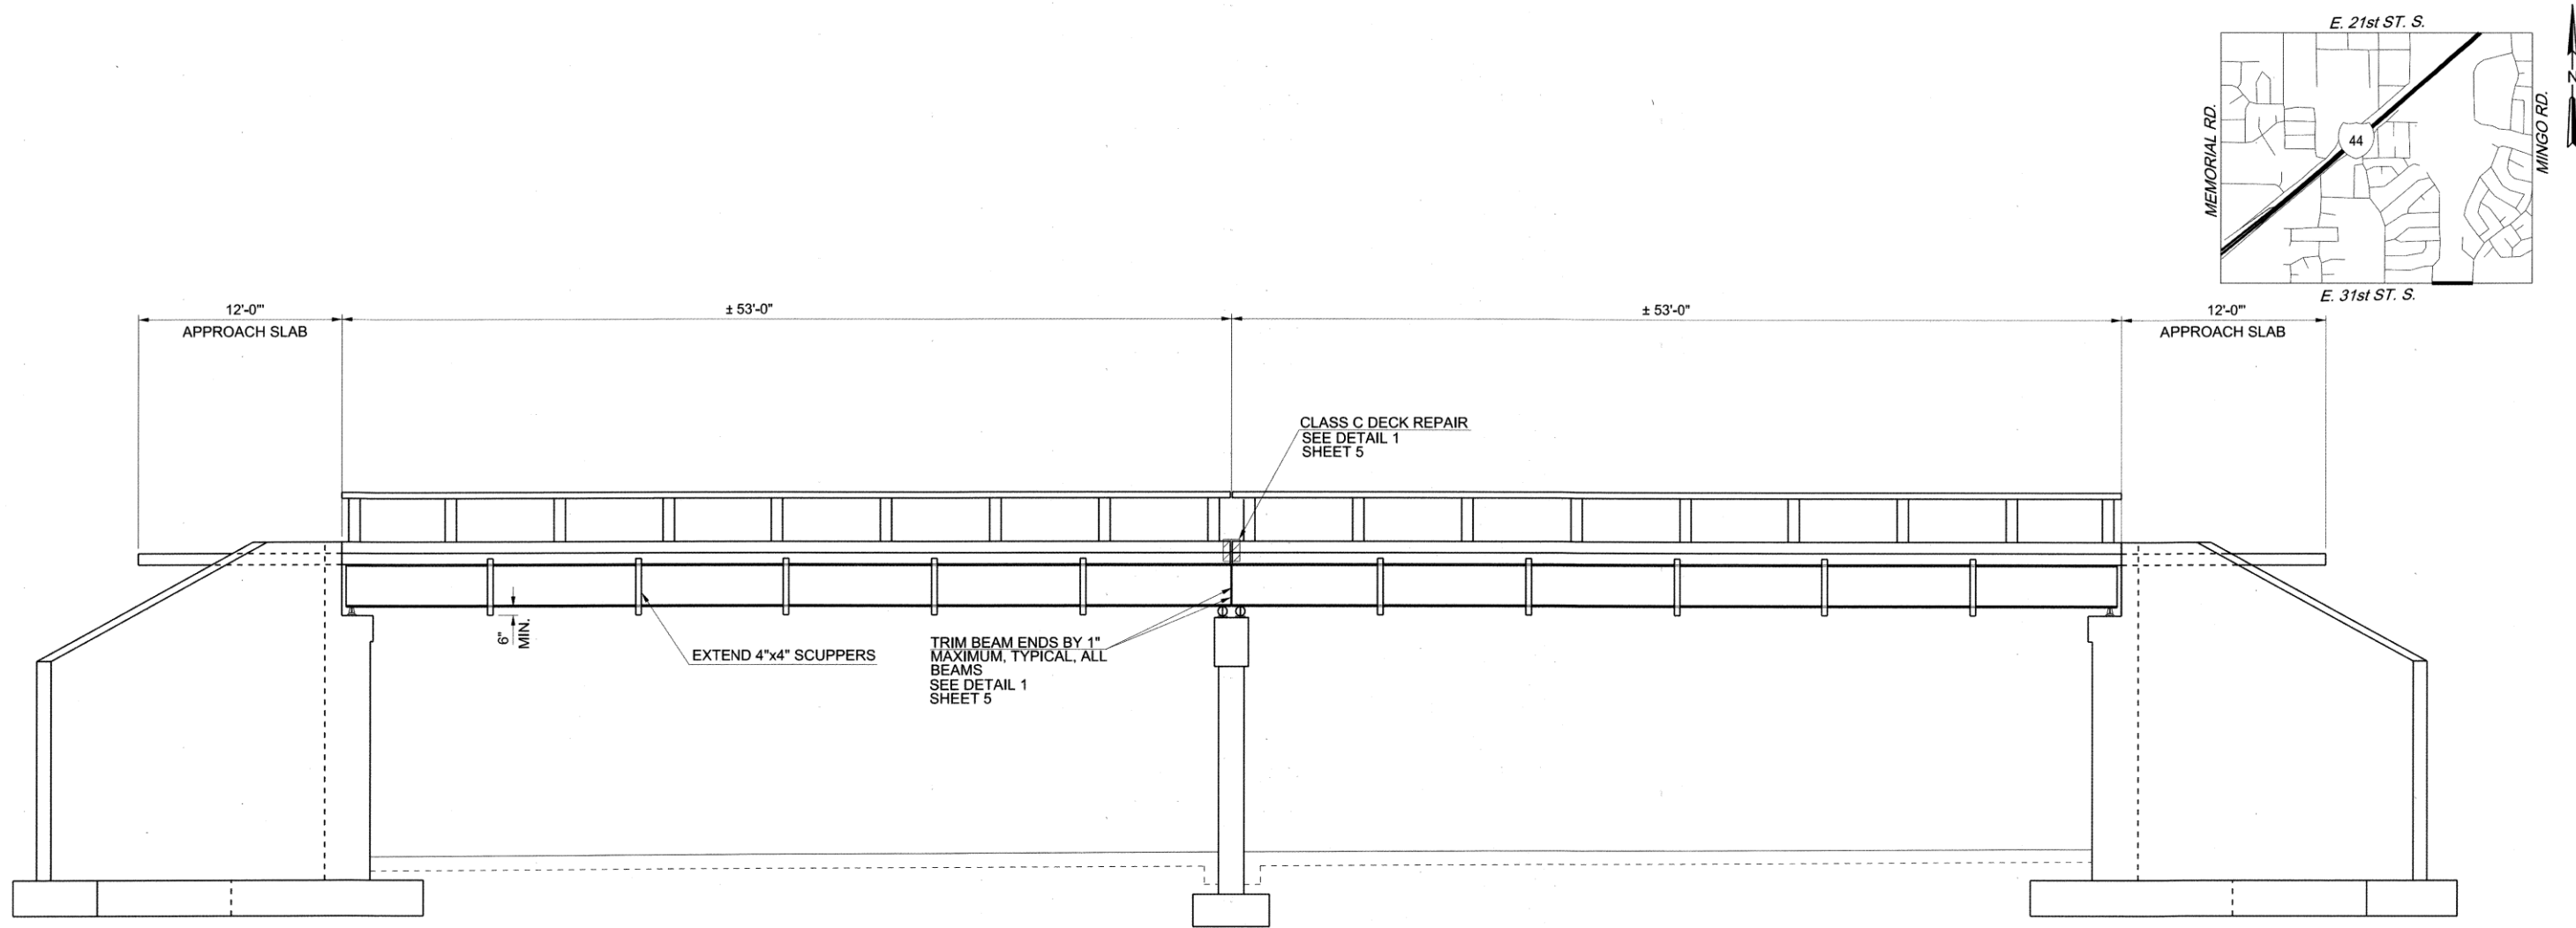 E. 21st ST. S.
MEMORIAL RD.
44
MINGO RD.
N
E. 31st ST. S.
12'-0'"
APPROACH SLAB
± 53'-0"
± 53'-0"
12'-0'"
APPROACH SLAB
CLASS C DECK REPAIR
SEE DETAIL 1
SHEET 5
6"
MIN.
EXTEND 4"x4" SCUPPERS
TRIM BEAM ENDS BY 1"
MAXIMUM, TYPICAL, ALL
BEAMS
SEE DETAIL 1
SHEET 5